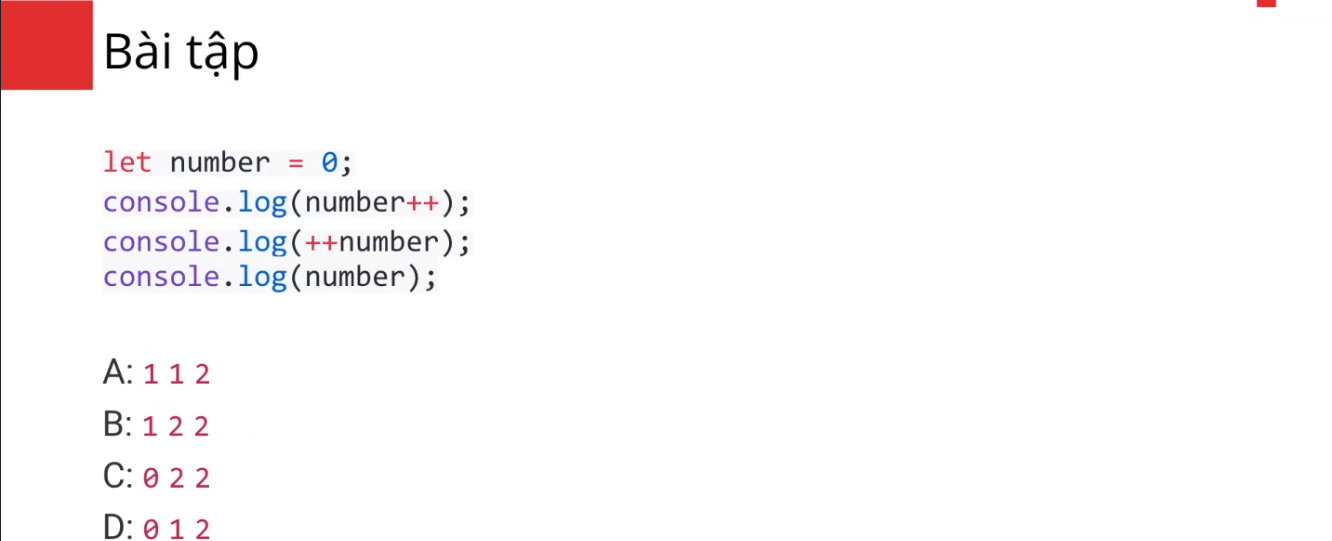 Bài tập
let number = 0;
console.log(number++);
console.log(++number);
console.log(number);
A: 1 1 2
B: 1 2 2
C: 0 2 2
D: 0 1 2